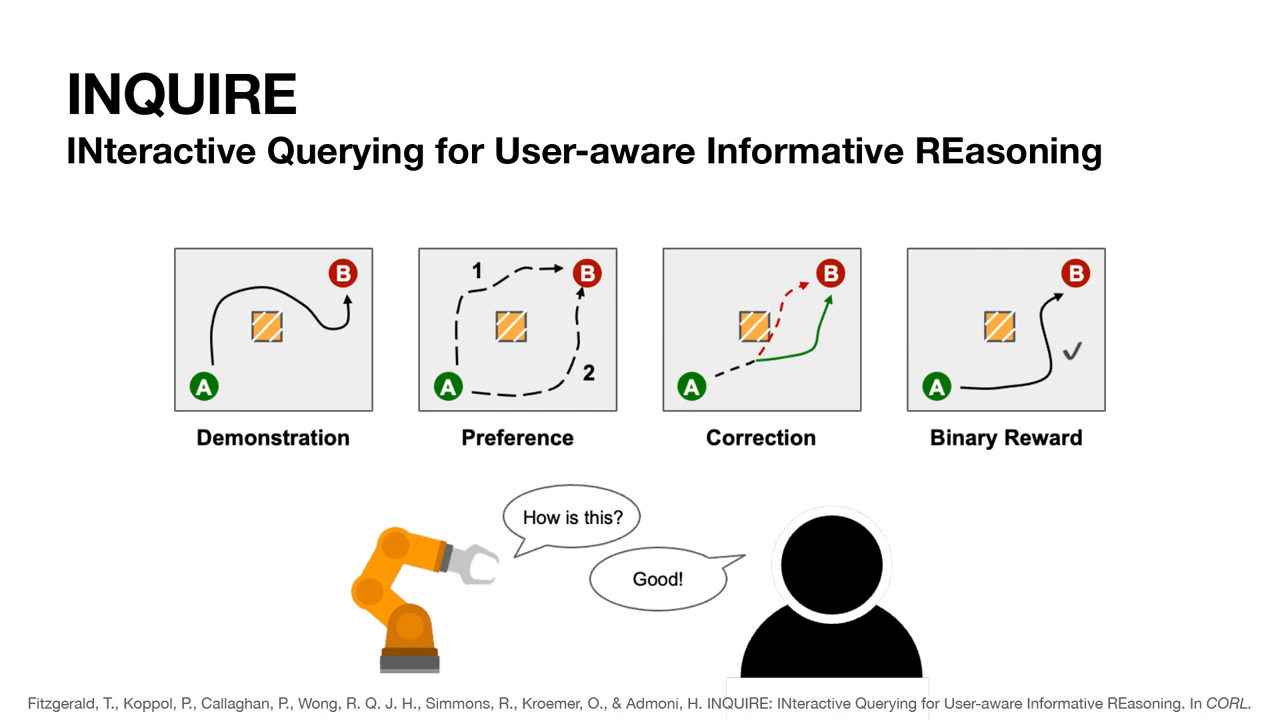 INQUIRE
INteractive Querying for User-aware Informative REasoning
B
A
Demonstration
1
B
2
A
Preference
B
A
Correction
B
A
Binary Reward
How is this?
Good!
Fitzgerald, T., Koppol, P., Callaghan, P., Wong, R. Q. J. H., Simmons, R., Kroemer, O., & Admoni, H. INQUIRE: INteractive Querying for User-aware Informative REasoning. In CORL.